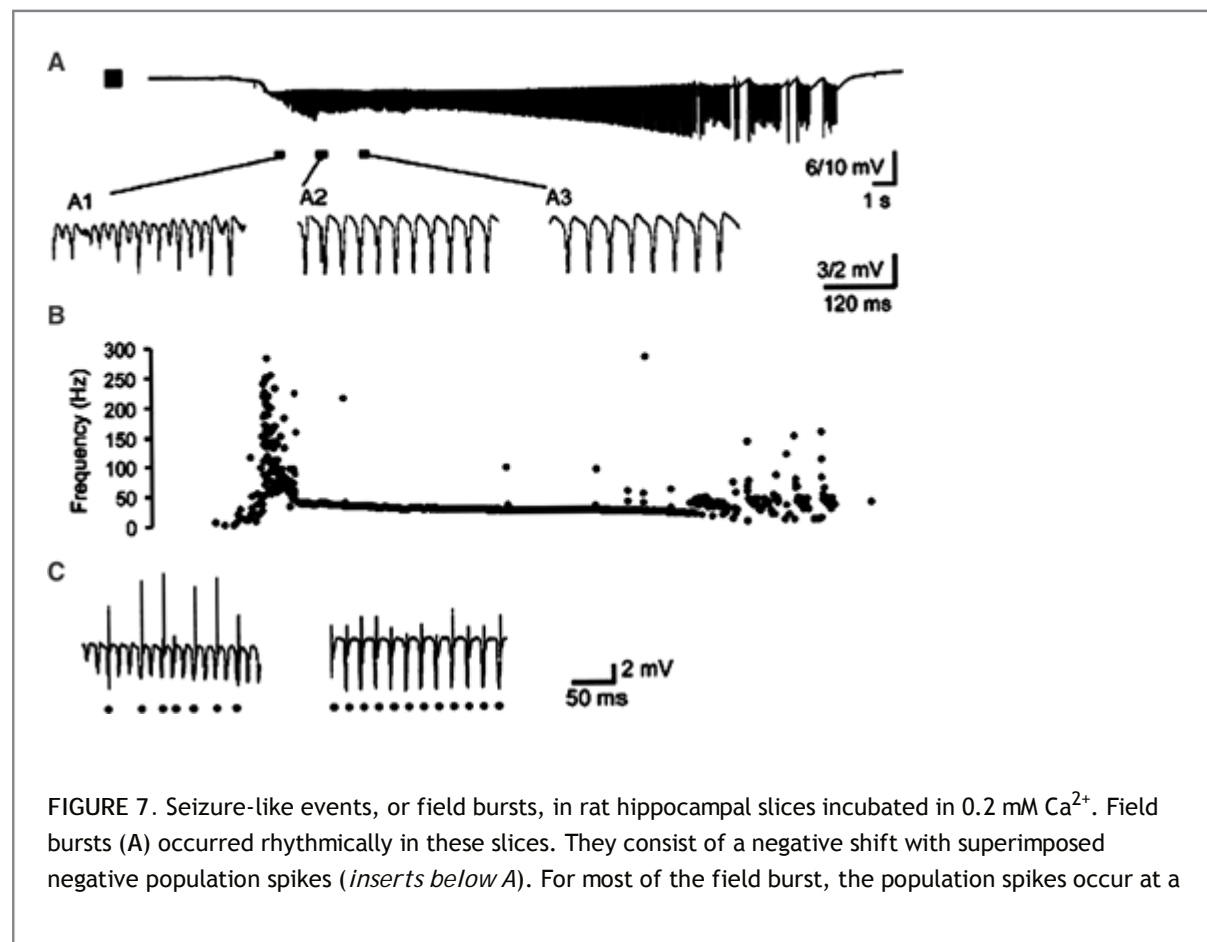 A
6/10 mV
1 s
A1
A2
A3
3/2 mV
120 ms
B
300
250
200
150
100
50
0
Frequency (Hz)
C
2 mV
50 ms
FIGURE 7. Seizure-like events, or field bursts, in rat hippocampal slices incubated in 0.2 mM Ca²⁺. Field
bursts (A) occurred rhythmically in these slices. They consist of a negative shift with superimposed
negative population spikes (inserts below A). For most of the field burst, the population spikes occur at a